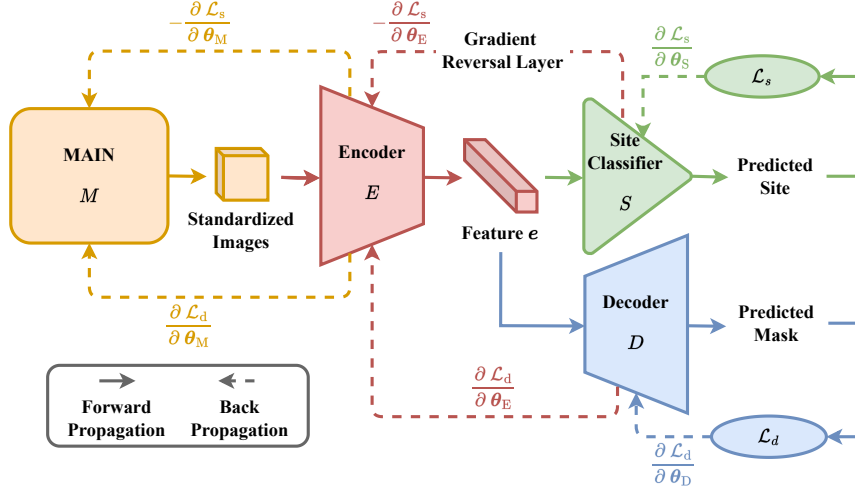 − ∂ ℒs / ∂ θM
− ∂ ℒs / ∂ θE
Gradient
Reversal Layer
∂ ℒs / ∂ θS
ℒs
MAIN
M
Standardized
Images
Encoder
E
Feature e
Site
Classifier
S
Predicted
Site
∂ ℒd / ∂ θM
Decoder
D
Predicted
Mask
Forward
Propagation
Back
Propagation
∂ ℒd / ∂ θE
∂ ℒd / ∂ θD
ℒd